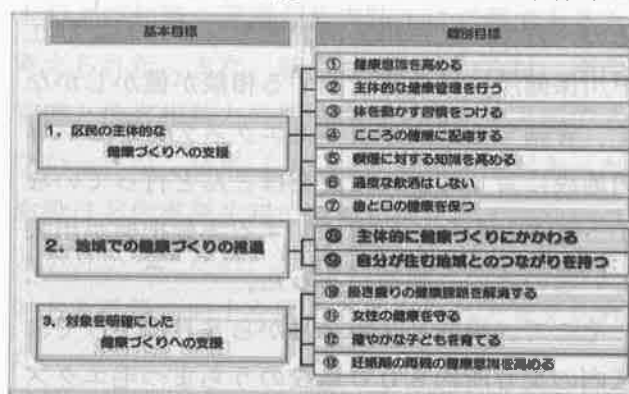 基本目標
個別目標
1，区民の主体的な
健康づくりへの支援
① 健康意識を高める
② 主体的な健康管理を行う
③ 体を動かす習慣をつける
④ こころの健康に配慮する
⑤ 喫煙に対する知識を高める
⑥ 過度な飲酒はしない
⑦ 歯と口の健康を保つ
2，地域での健康づくりの推進
⑧ 主体的に健康づくりにかかわる
⑨ 自分が住む地域とのつながりを持つ
3，対象を明確にした
健康づくりへの支援
⑩ 働き盛りの健康課題を解消する
⑪ 女性の健康を守る
⑫ 健やかな子どもを育てる
⑬ 妊娠期の両親の健康意識を高める